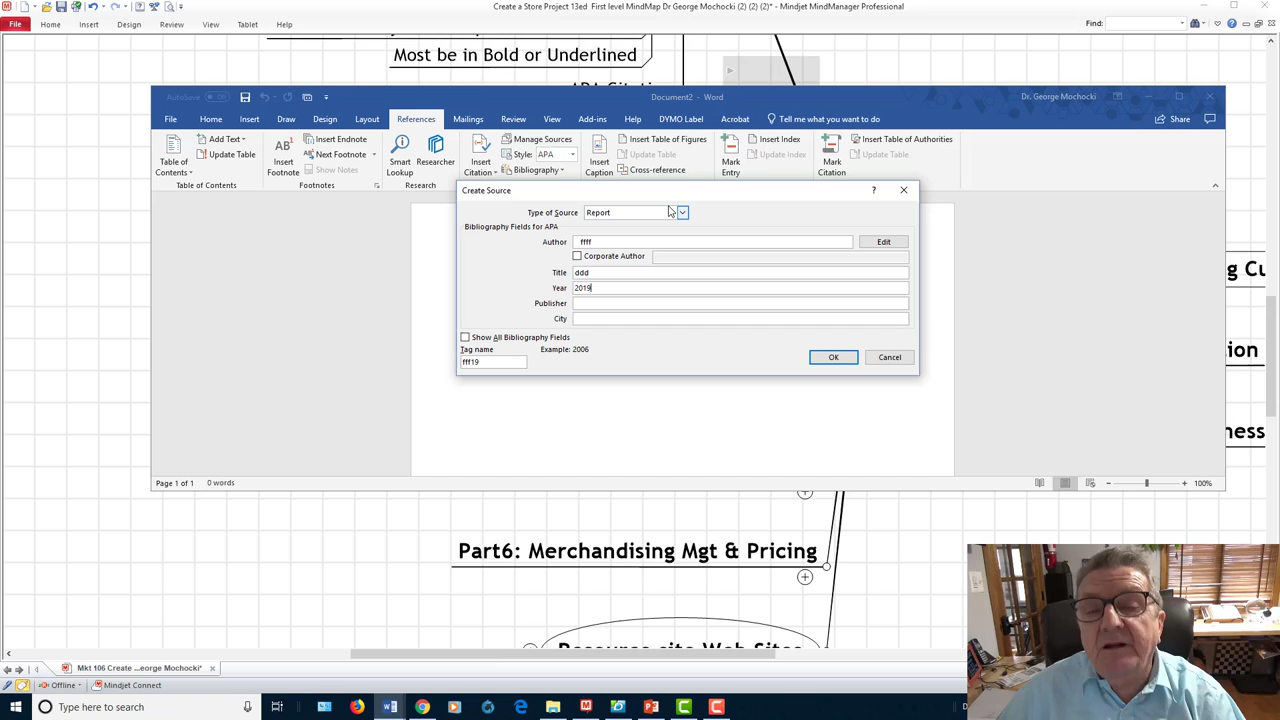 Create a Store Project 13ed First level MindMap Dr George Mochocki (2) (2) (2)* - Mindjet MindManager Professional
File Home Insert Design Review View Tablet Get Started Find:
Most be in Bold or Underlined
AutoSave Off Document2 - Word Dr. George Mochocki
File Home Insert Draw Design Layout References Mailings Review View Add-ins Help DYMO Label Acrobat Tell me what you want to do Share
Table of Contents
Add Text
Update Table
Table of Contents
AB1
Insert Footnote
Insert Endnote
Next Footnote
Show Notes
Footnotes
Smart Lookup
Researcher
Research
Insert Citation
Manage Sources
Style: APA
Bibliography
Insert Caption
Insert Table of Figures
Update Table
Cross-reference
Mark Entry
Insert Index
Update Index
Mark Citation
Insert Table of Authorities
Update Table
Create Source ?
Type of Source Report
Bibliography Fields for APA
Author ffff Edit
Corporate Author
Title ddd
Year 2019
Publisher
City
Show All Bibliography Fields
Tag name Example: 2006
fff19
OK Cancel
g Cu
ion
ness
Page 1 of 1 0 words 100%
Part6: Merchandising Mgt & Pricing
Mkt 106 Create ...eorge Mochocki*
Offline Mindjet Connect
Type here to search